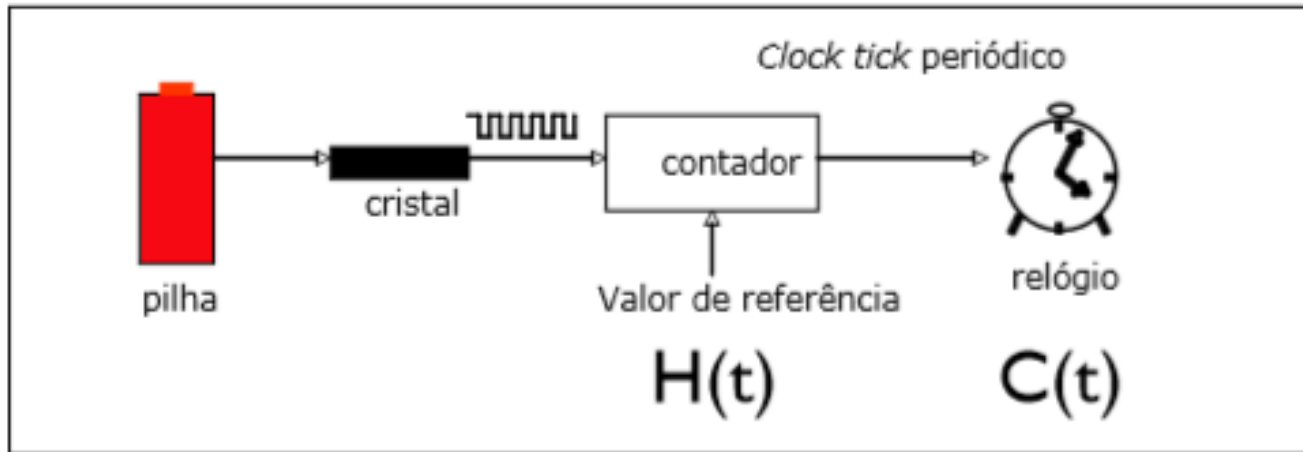 Clock tick periódico
contador
cristal
pilha
Valor de referência
relógio
H(t)
C(t)